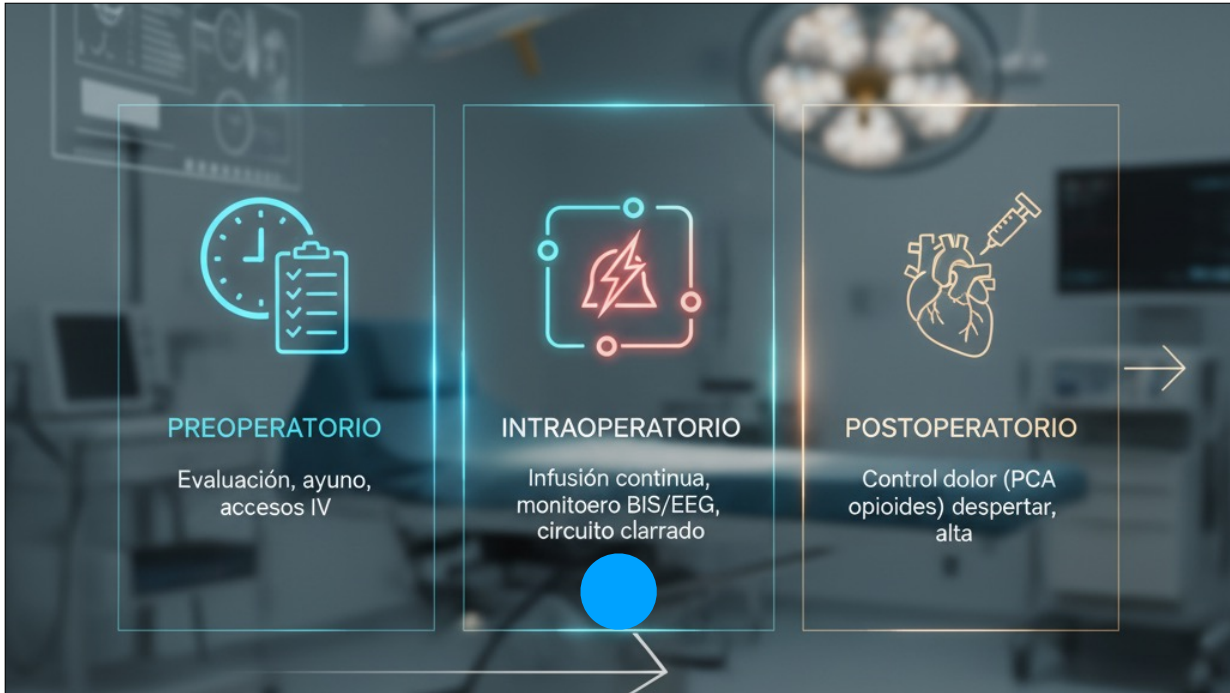 PREOPERATORIO
Evaluación, ayuno,
accesos IV
INTRAOPERATORIO
Infusión continua,
monitoero BIS/EEG,
circuito clarrado
POSTOPERATORIO
Control dolor (PCA
opioides) despertar,
alta